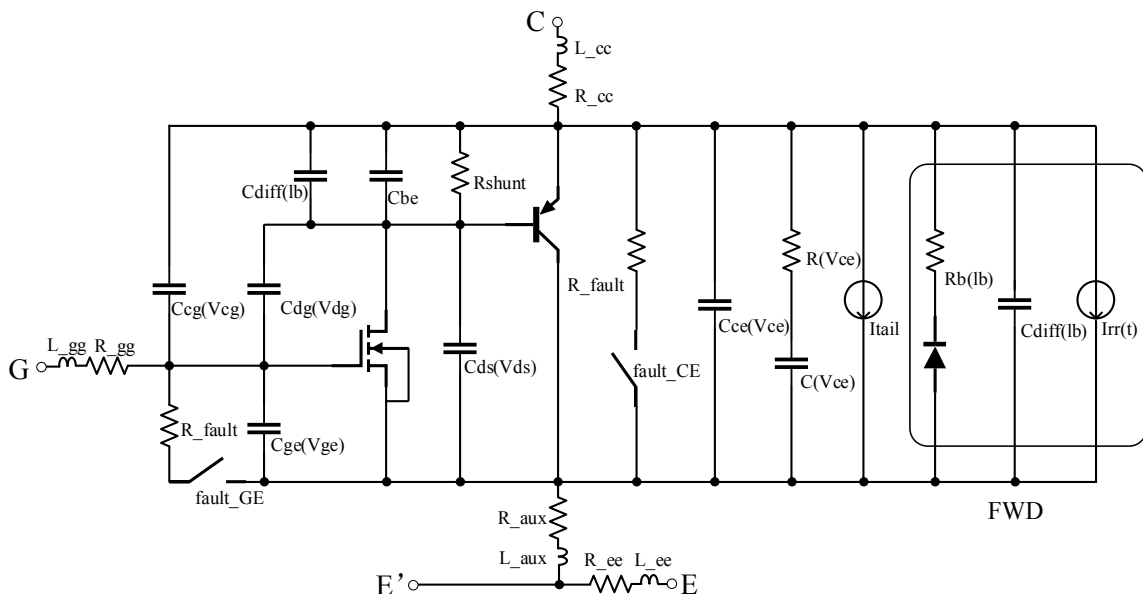 C
L_cc
R_cc
Cdiff(lb)
Cbe
Rshunt
R_fault
R(Vce)
Rb(lb)
Ccg(Vcg)
Cdg(Vdg)
Cce(Vce)
Itail
Cdiff(lb)
Irr(t)
L_gg
R_gg
G
Cds(Vds)
fault_CE
C(Vce)
R_fault
Cge(Vge)
fault_GE
FWD
R_aux
L_aux
R_ee
L_ee
E'
E